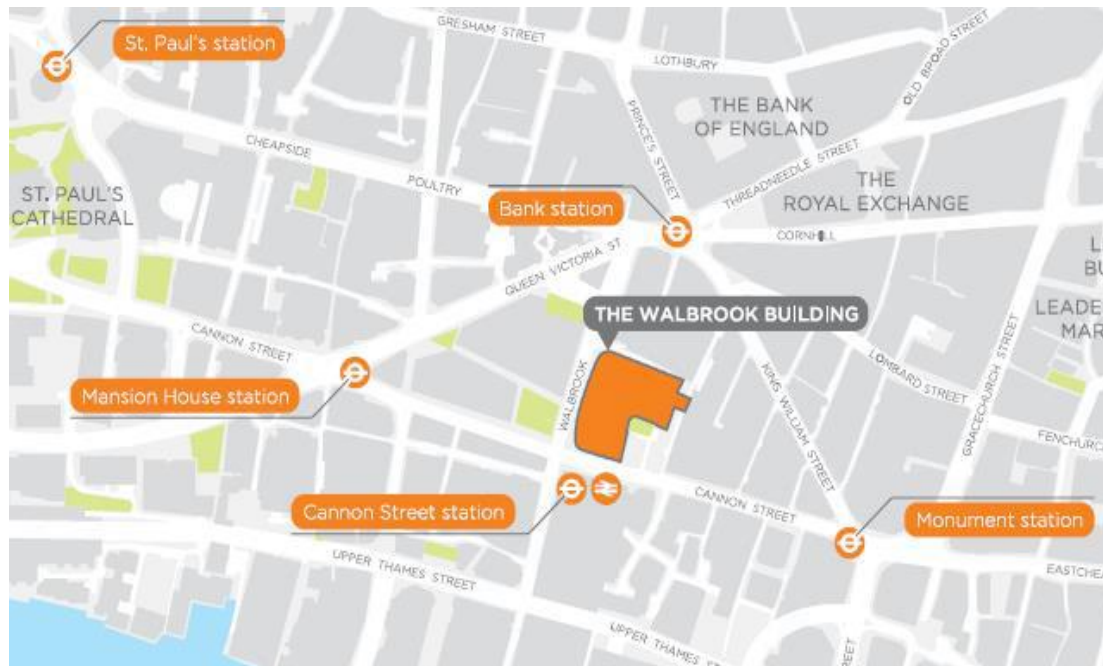 St. Paul's station
GRESHAM STREET
LOTHBURY
OLD BROAD STREET
THE BANK
OF ENGLAND
PRINCE'S STREET
CHEAPSIDE
POULTRY
THREADNEEDLE STREET
ST. PAUL'S
CATHEDRAL
THE
ROYAL EXCHANGE
Bank station
CORNHILL
QUEEN VICTORIA ST.
L
BU
THE WALBROOK BUILDING
LEADE
MAR
CANNON STREET
Mansion House station
WALBROOK
KING WILLIAM STREET
LOMBARD STREET
GRACECHURCH STREET
FENCHURC
Cannon Street station
CANNON STREET
Monument station
UPPER THAMES STREET
EASTCHEA
UPPER THAMES ST
EET